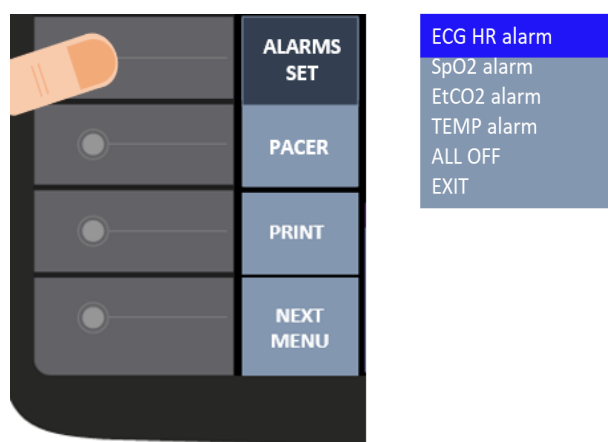 ALARMS
SET
PACER
PRINT
NEXT
MENU
ECG HR alarm
SpO2 alarm
EtCO2 alarm
TEMP alarm
ALL OFF
EXIT